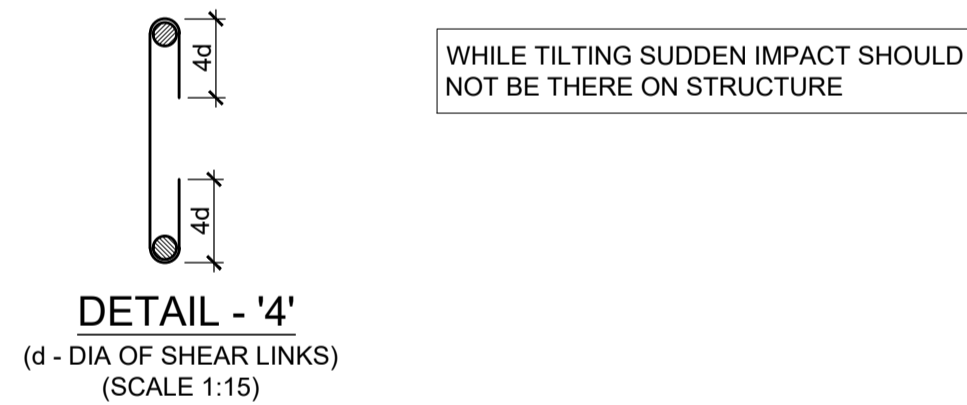 4d
WHILE TILTING SUDDEN IMPACT SHOULD
NOT BE THERE ON STRUCTURE
4d
DETAIL - '4'
(d - DIA OF SHEAR LINKS)
(SCALE 1:15)